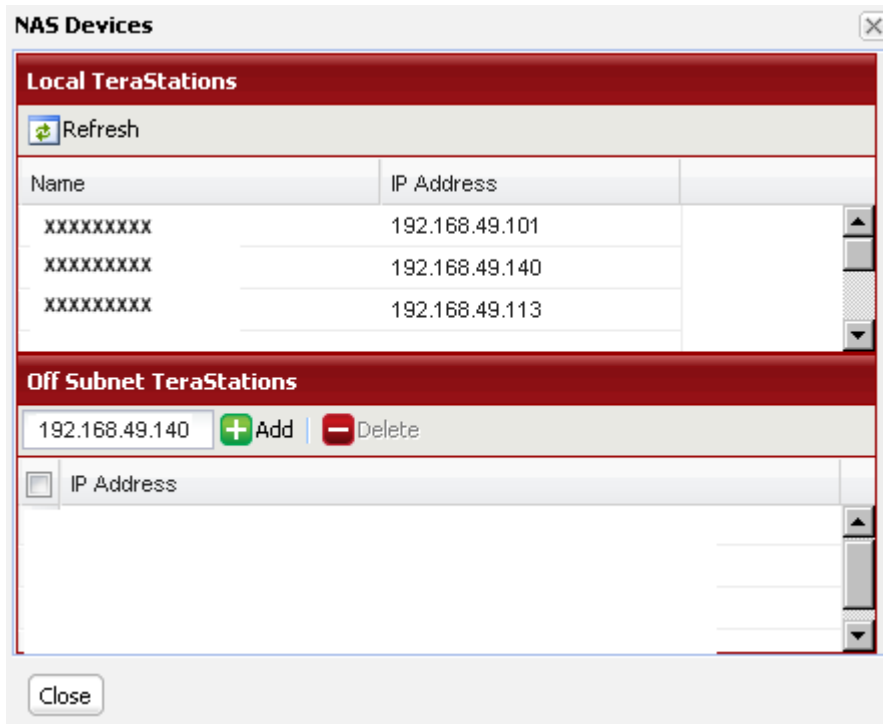 NAS Devices
Local TeraStations
Refresh
Name IP Address
xxxxxxxxx 192.168.49.101
xxxxxxxxx 192.168.49.140
xxxxxxxxx 192.168.49.113
Off Subnet TeraStations
192.168.49.140 Add Delete
IP Address
Close